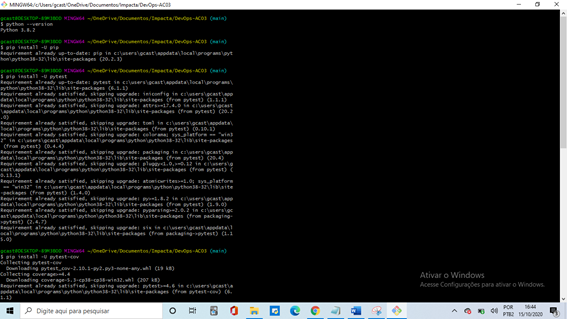 MINGW64:/c/Users/gcast/OneDrive/Documentos/Impacta/DevOps-AC03
gcast@DESKTOP-E9M1BOD MINGW64 ~/OneDrive/Documentos/Impacta/DevOps-AC03 (main)
$ python --version
Python 3.8.2
gcast@DESKTOP-E9M1BOD MINGW64 ~/OneDrive/Documentos/Impacta/DevOps-AC03 (main)
$ pip install -U pip
Requirement already up-to-date: pip in c:\users\gcast\appdata\local\programs\pyt
hon\python38-32\lib\site-packages (20.2.3)
gcast@DESKTOP-E9M1BOD MINGW64 ~/OneDrive/Documentos/Impacta/DevOps-AC03 (main)
$ pip install -U pytest
Requirement already up-to-date: pytest in c:\users\gcast\appdata\local\programs\
python\python38-32\lib\site-packages (6.1.1)
Requirement already satisfied, skipping upgrade: iniconfig in c:\users\gcast\app
data\local\programs\python\python38-32\lib\site-packages (from pytest) (1.1.1)
Requirement already satisfied, skipping upgrade: attrs>=17.4.0 in c:\users\gcast
\appdata\local\programs\python\python38-32\lib\site-packages (from pytest) (20.2
.0)
Requirement already satisfied, skipping upgrade: toml in c:\users\gcast\appdata\
local\programs\python\python38-32\lib\site-packages (from pytest) (0.10.1)
Requirement already satisfied, skipping upgrade: colorama; sys_platform == "win3
2" in c:\users\gcast\appdata\local\programs\python\python38-32\lib\site-packages
(from pytest) (0.4.4)
Requirement already satisfied, skipping upgrade: packaging in c:\users\gcast\app
data\local\programs\python\python38-32\lib\site-packages (from pytest) (20.4)
Requirement already satisfied, skipping upgrade: pluggy<1.0,>=0.12 in c:\users\g
cast\appdata\local\programs\python\python38-32\lib\site-packages (from pytest) (
0.13.1)
Requirement already satisfied, skipping upgrade: atomicwrites>=1.0; sys_platform
== "win32" in c:\users\gcast\appdata\local\programs\python\python38-32\lib\site
-packages (from pytest) (1.4.0)
Requirement already satisfied, skipping upgrade: py>=1.8.2 in c:\users\gcast\app
data\local\programs\python\python38-32\lib\site-packages (from pytest) (1.9.0)
Requirement already satisfied, skipping upgrade: pyparsing>=2.0.2 in c:\users\gc
ast\appdata\local\programs\python\python38-32\lib\site-packages (from packaging-
>pytest) (2.4.7)
Requirement already satisfied, skipping upgrade: six in c:\users\gcast\appdata\l
ocal\programs\python\python38-32\lib\site-packages (from packaging->pytest) (1.1
5.0)
gcast@DESKTOP-E9M1BOD MINGW64 ~/OneDrive/Documentos/Impacta/DevOps-AC03 (main)
$ pip install -U pytest-cov
Collecting pytest-cov
Downloading pytest_cov-2.10.1-py2.py3-none-any.whl (19 kB)
Collecting coverage>=4.4
Downloading coverage-5.3-cp38-cp38-win32.whl (207 kB)
Requirement already satisfied, skipping upgrade: pytest>=4.6 in c:\users\gcast\a
ppdata\local\programs\python\python38-32\lib\site-packages (from pytest-cov) (6.
1.1)
Ativar o Windows
Acesse Configurações para ativar o Windows.
Digite aqui para pesquisar
POR
PTB2
16:44
15/10/2020